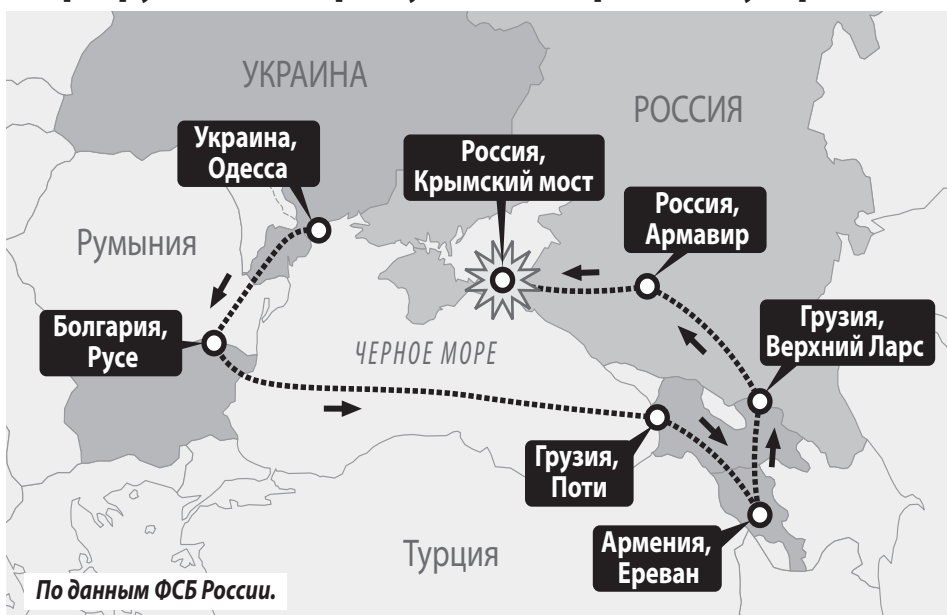 УКРАИНА
РОССИЯ
Украина,
Одесса
Россия,
Крымский мост
Россия,
Армавир
Румыния
Болгария,
Русе
ЧЕРНОЕ МОРЕ
Грузия,
Верхний Ларс
Грузия,
Поти
Турция
Армения,
Ереван
По данным ФСБ России.